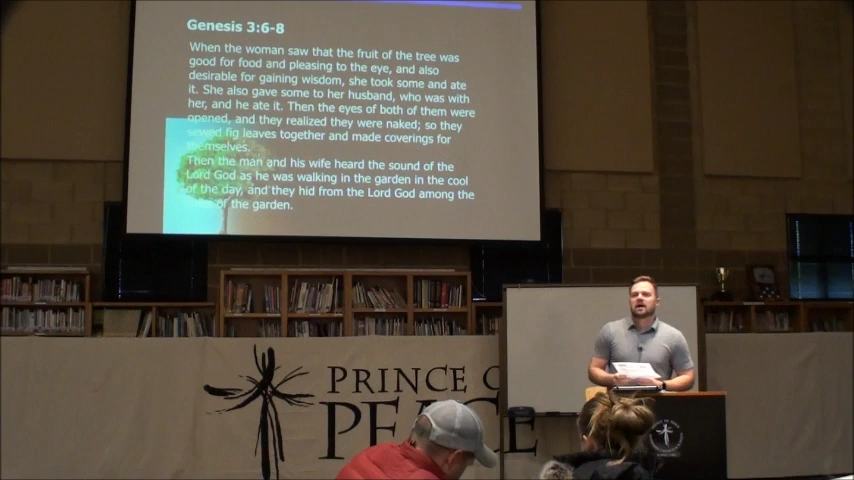 Genesis 3:6-8
When the woman saw that the fruit of the tree was
good for food and pleasing to the eye, and also
desirable for gaining wisdom, she took some and ate
it. She also gave some to her husband, who was with
her, and he ate it. Then the eyes of both of them were
opened, and they realized they were naked; so they
sewed fig leaves together and made coverings for
themselves.
Then the man and his wife heard the sound of the
Lord God as he was walking in the garden in the cool
of the day, and they hid from the Lord God among the
of the garden.
PRINCE O
PEACE